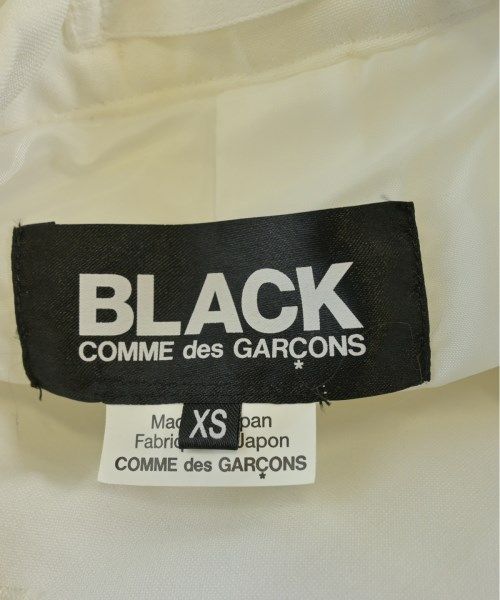 BLACK
COMME des GARÇONS
XS
Japon
COMME des GARÇONS